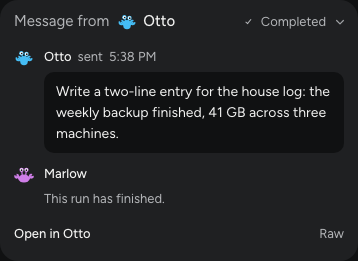 Message from Otto ✓ Completed
Otto sent 5:38 PM
Write a two-line entry for the house log: the
weekly backup finished, 41 GB across three
machines.
Marlow
This run has finished.
Open in Otto Raw